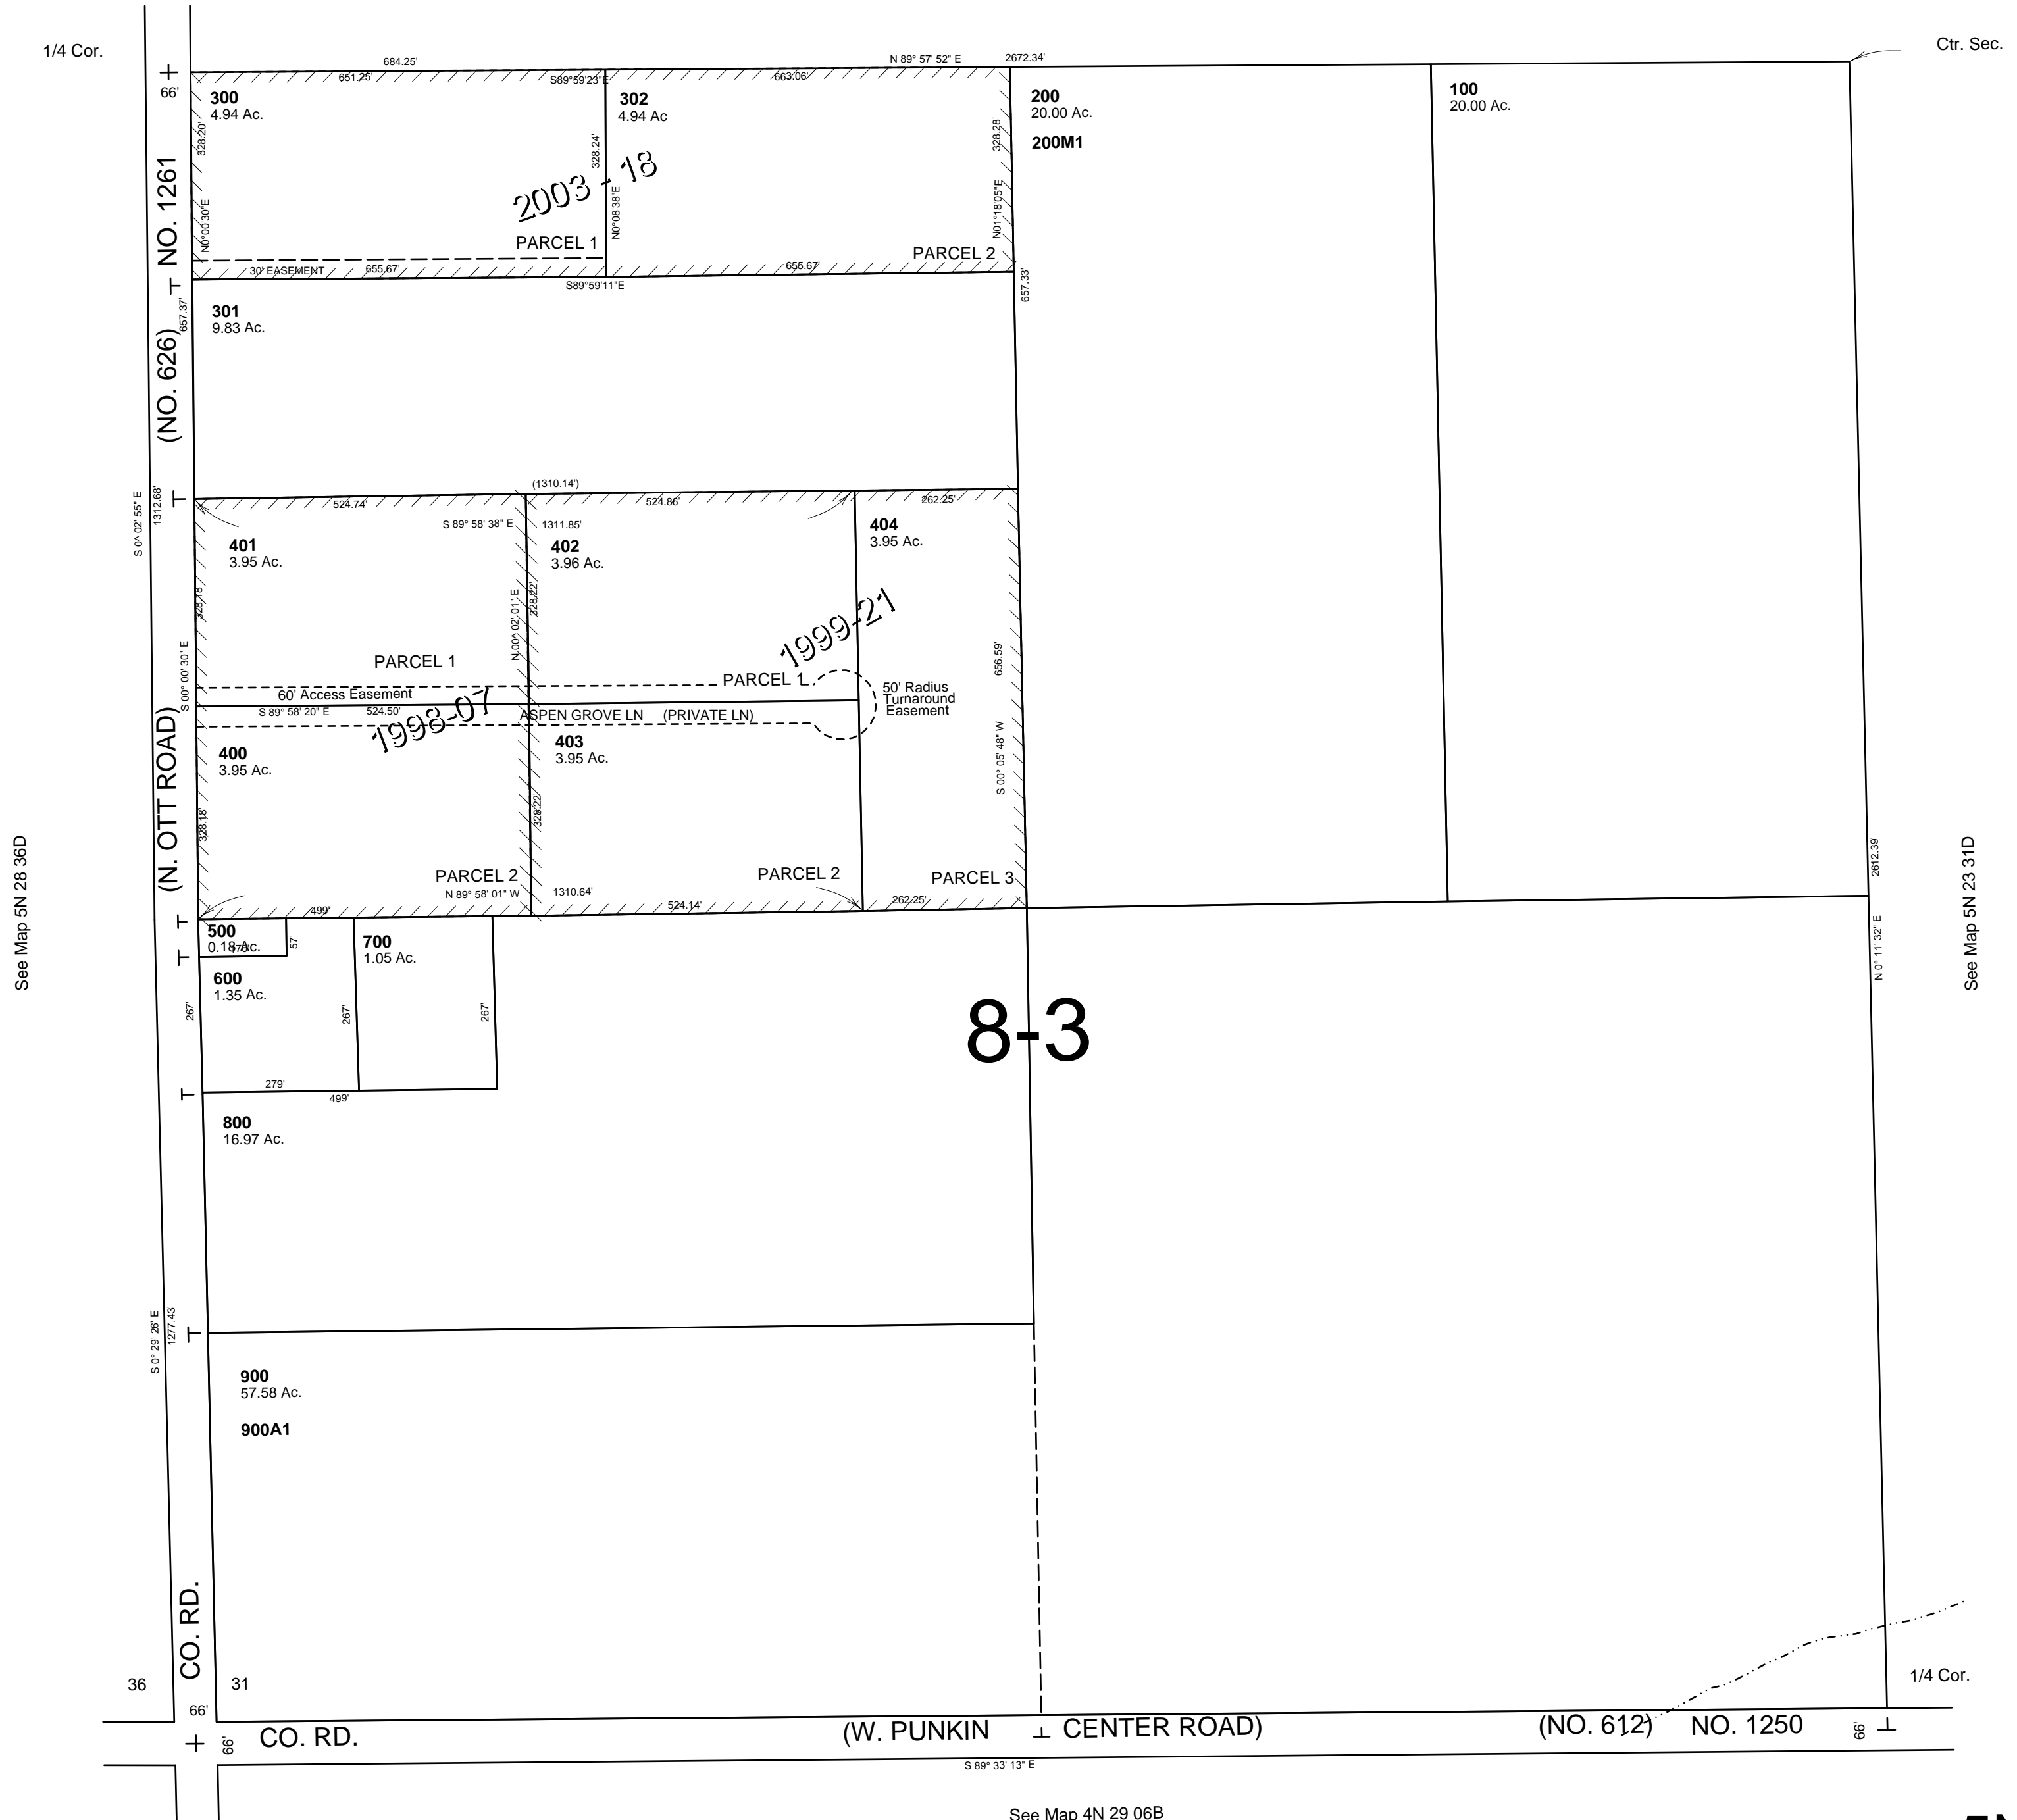 1/4 Cor.
Ctr. Sec.
684.25'
N 89° 57' 52" E
2672.34'
66'
651.25'
S89°59'23"E
663.06'
300
4.94 Ac.
302
4.94 Ac
200
20.00 Ac.
200M1
100
20.00 Ac.
328.20'
328.24'
328.28'
2003 - 18
N0°00'30"E
N0°08'38"E
N01°18'05"E
PARCEL 1
PARCEL 2
30' EASEMENT
655.67'
655.67'
S89°59'11"E
NO. 1261
657.37'
657.33'
301
9.83 Ac.
(NO. 626)
(1310.14')
524.74'
524.86'
262.25'
S 0^ 02' 55" E
1312.68'
S 89° 58' 38" E
1311.85'
401
3.95 Ac.
402
3.96 Ac.
404
3.95 Ac.
328.18'
N 00^ 02' 01" E
328.22'
1999-21
656.59'
S 00° 00' 30" E
PARCEL 1
PARCEL 1
60' Access Easement
50' Radius
Turnaround
Easement
S 89° 58' 20" E
524.50'
ASPEN GROVE LN
(PRIVATE LN)
1998-07
400
3.95 Ac.
403
3.95 Ac.
S 00° 05' 48" W
328.18'
328.22'
(N. OTT ROAD)
See Map 5N 28 36D
See Map 5N 23 31D
2612.39'
PARCEL 2
PARCEL 2
PARCEL 3
N 89° 58' 01" W
1310.64'
499'
524.14'
262.25'
500
0.18 Ac.
57'
700
1.05 Ac.
N 0° 11' 32" E
600
1.35 Ac.
267'
267'
267'
8-3
279'
499'
800
16.97 Ac.
S 0° 29' 26" E
1277.43'
900
57.58 Ac.
900A1
CO. RD.
36
31
1/4 Cor.
66'
66'
CO. RD.
(W. PUNKIN
CENTER ROAD)
(NO. 612)
NO. 1250
66'
S 89° 33' 13" E
See Map 4N 29 06B